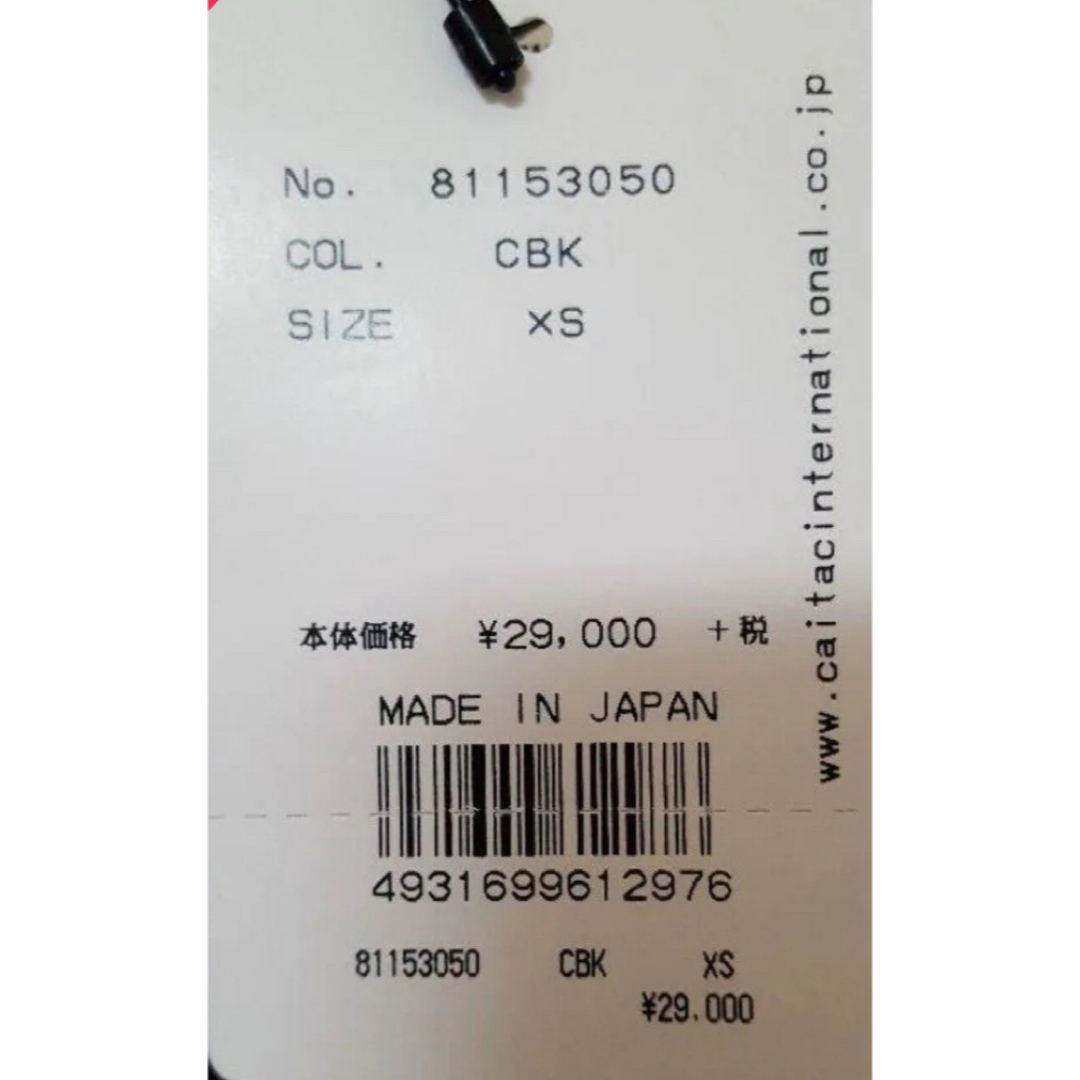 No. 81153050
COL. CBK
SIZE XS
www.caitacinternational.co.jp
本体価格 ¥29,000 +税
MADE IN JAPAN
4931699612976
81153050 CBK XS
¥29.000